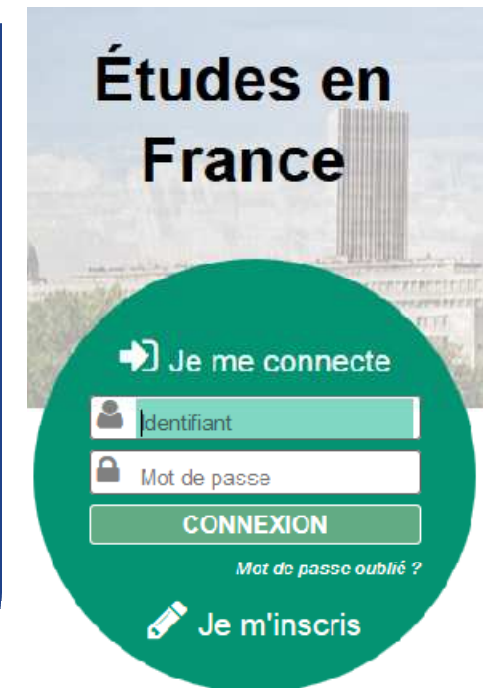 Études en
France
Je me connecte
Identifiant
Mot de passe
CONNEXION
Mot de passe oublié ?
Je m'inscris